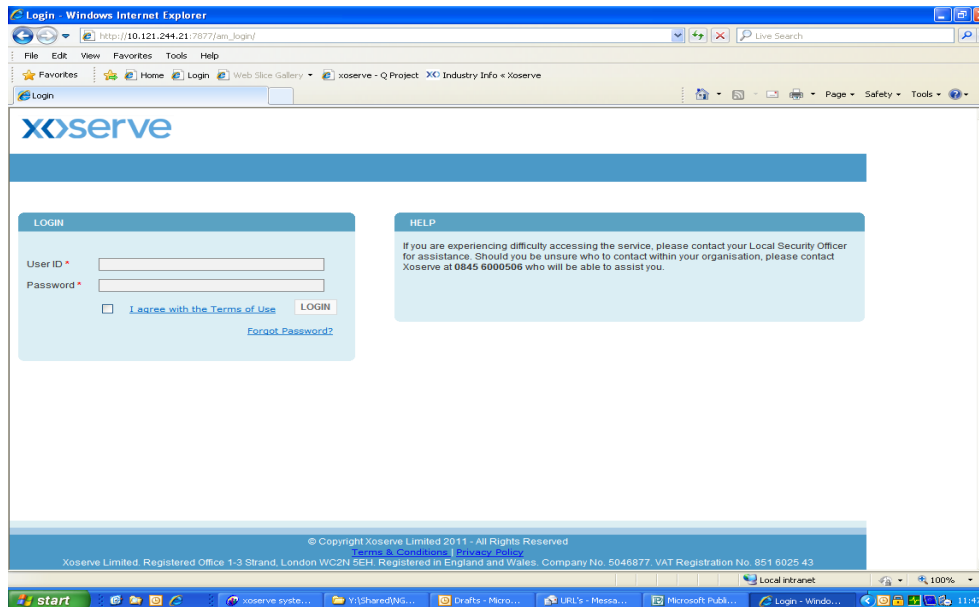 Login - Windows Internet Explorer
http://10.121.244.21:7877/am_login/
Live Search
File Edit View Favorites Tools Help
Favorites Home Login Web Slice Gallery xoserve - Q Project Industry Info « Xoserve
Login Page Safety Tools
xoserve
LOGIN
User ID *
Password *
I agree with the Terms of Use LOGIN
Forgot Password?
HELP
If you are experiencing difficulty accessing the service, please contact your Local Security Officer
for assistance. Should you be unsure who to contact within your organisation, please contact
Xoserve at 0845 6000506 who will be able to assist you.
© Copyright Xoserve Limited 2011 - All Rights Reserved
Terms & Conditions | Privacy Policy
Xoserve Limited. Registered Office 1-3 Strand, London WC2N 5EH. Registered in England and Wales. Company No. 5046877. VAT Registration No. 851 6025 43
Local intranet 100%
start xoserve syste... Y:\Shared\NG... Drafts - Micro... URL's - Messa... Microsoft Publi... Login - Windo...